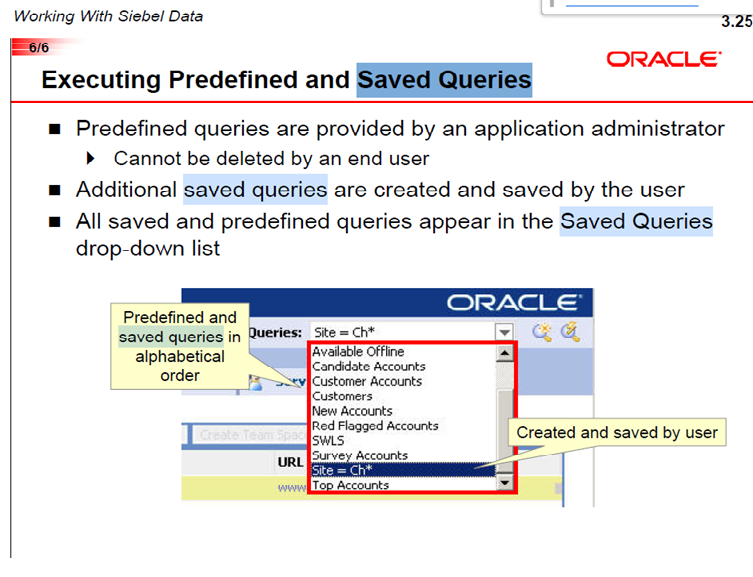 Working With Siebel Data
3.25
6/6
ORACLE
Executing Predefined and Saved Queries
Predefined queries are provided by an application administrator
Cannot be deleted by an end user
Additional saved queries are created and saved by the user
All saved and predefined queries appear in the Saved Queries
drop-down list
ORACLE
Predefined and
saved queries in
alphabetical
order
Queries:
Site = Ch*
Available Offline
Candidate Accounts
Customer Accounts
Customers
New Accounts
Red Flagged Accounts
SWLS
Survey Accounts
Site = Ch*
Top Accounts
Serv
Create Team Spac
URL
www
Created and saved by user